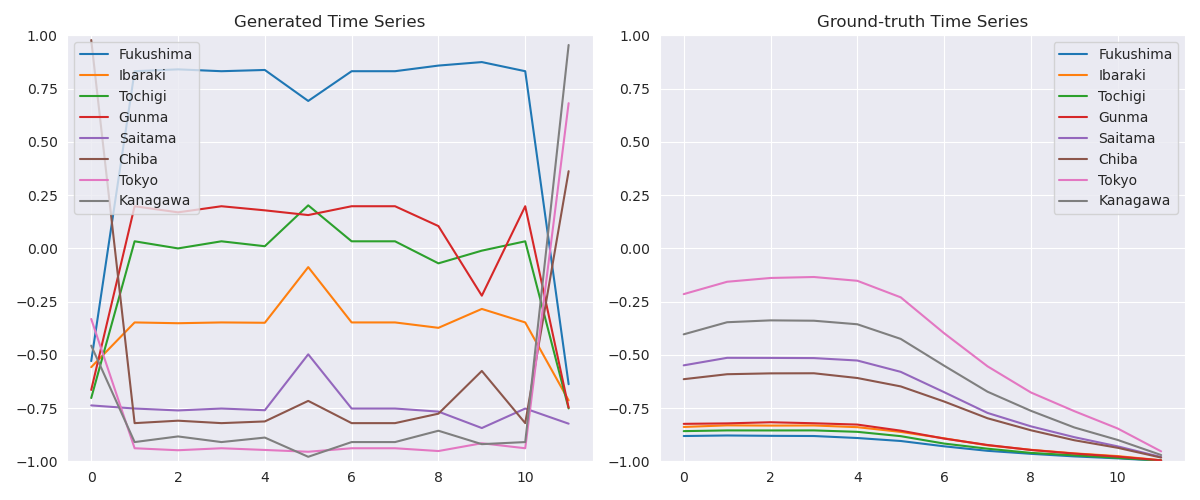 Generated Time Series
1.00
0.75
0.50
0.25
0.00
−0.25
−0.50
−0.75
−1.00
0 2 4 6 8 10
Fukushima
Ibaraki
Tochigi
Gunma
Saitama
Chiba
Tokyo
Kanagawa
Ground-truth Time Series
1.00
0.75
0.50
0.25
0.00
−0.25
−0.50
−0.75
−1.00
0 2 4 6 8 10
Fukushima
Ibaraki
Tochigi
Gunma
Saitama
Chiba
Tokyo
Kanagawa